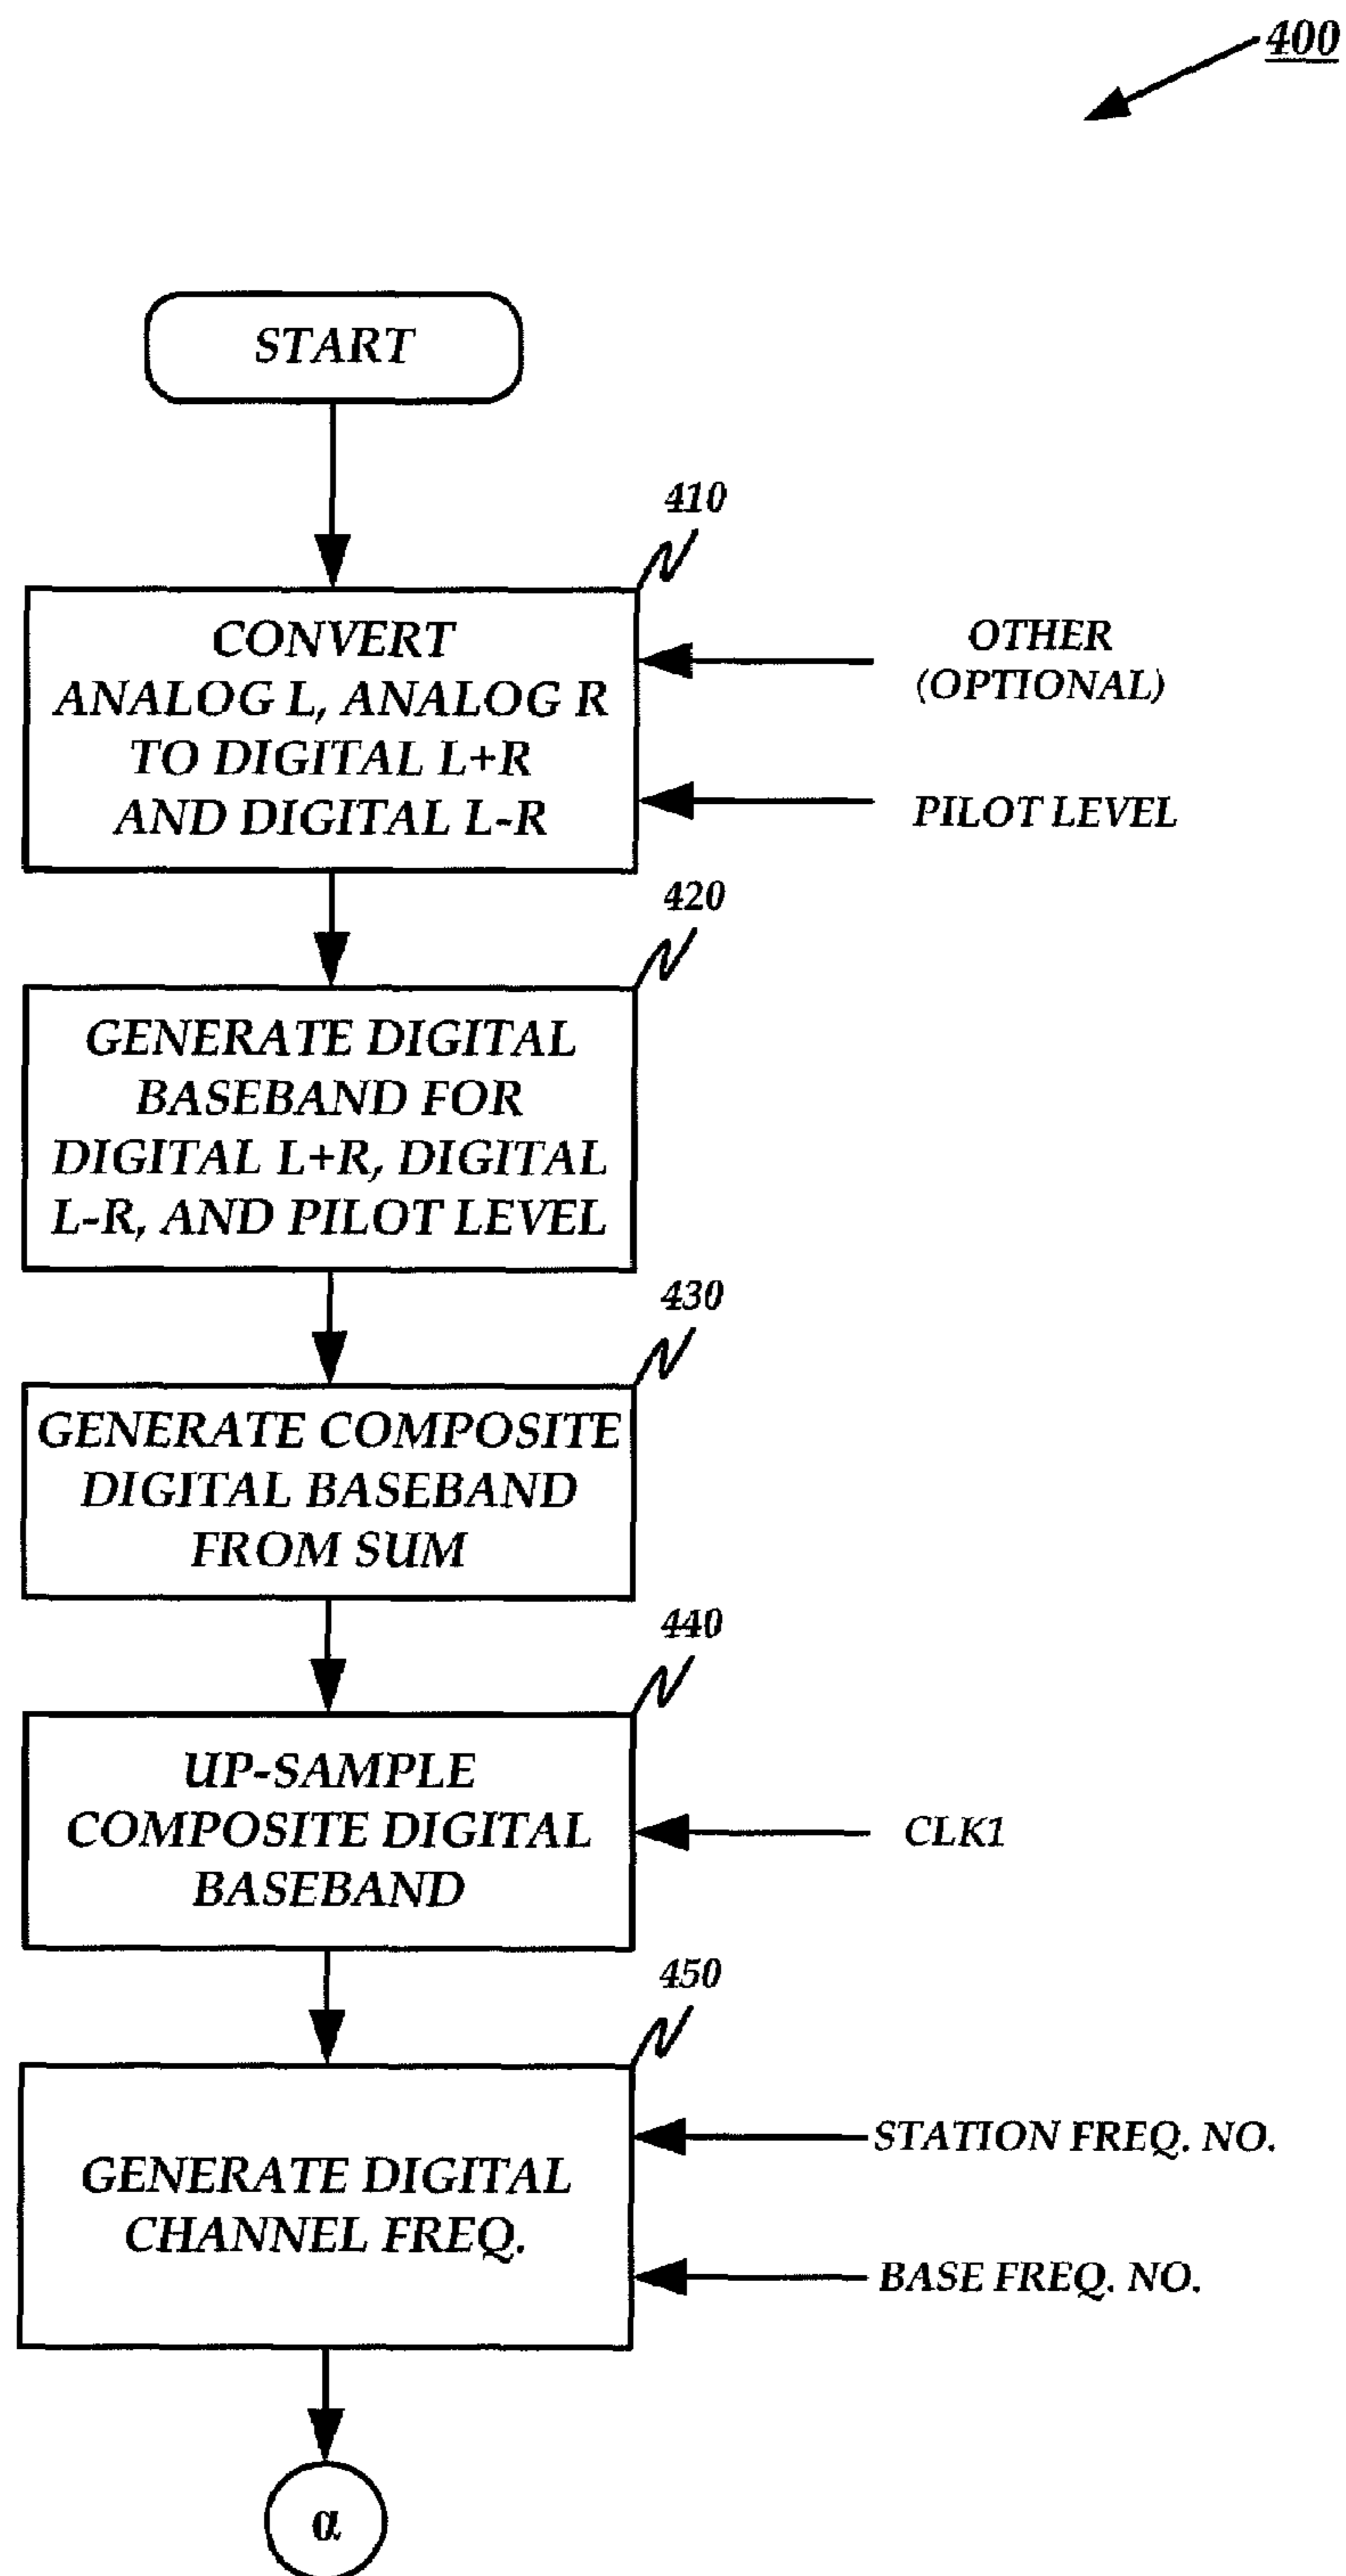 400
START
410
CONVERT
ANALOG L, ANALOG R
TO DIGITAL L+R
AND DIGITAL L-R
OTHER
(OPTIONAL)
PILOT LEVEL
420
GENERATE DIGITAL
BASEBAND FOR
DIGITAL L+R, DIGITAL
L-R, AND PILOT LEVEL
430
GENERATE COMPOSITE
DIGITAL BASEBAND
FROM SUM
440
UP-SAMPLE
COMPOSITE DIGITAL
BASEBAND
CLK1
450
GENERATE DIGITAL
CHANNEL FREQ.
STATION FREQ. NO.
BASE FREQ. NO.
α